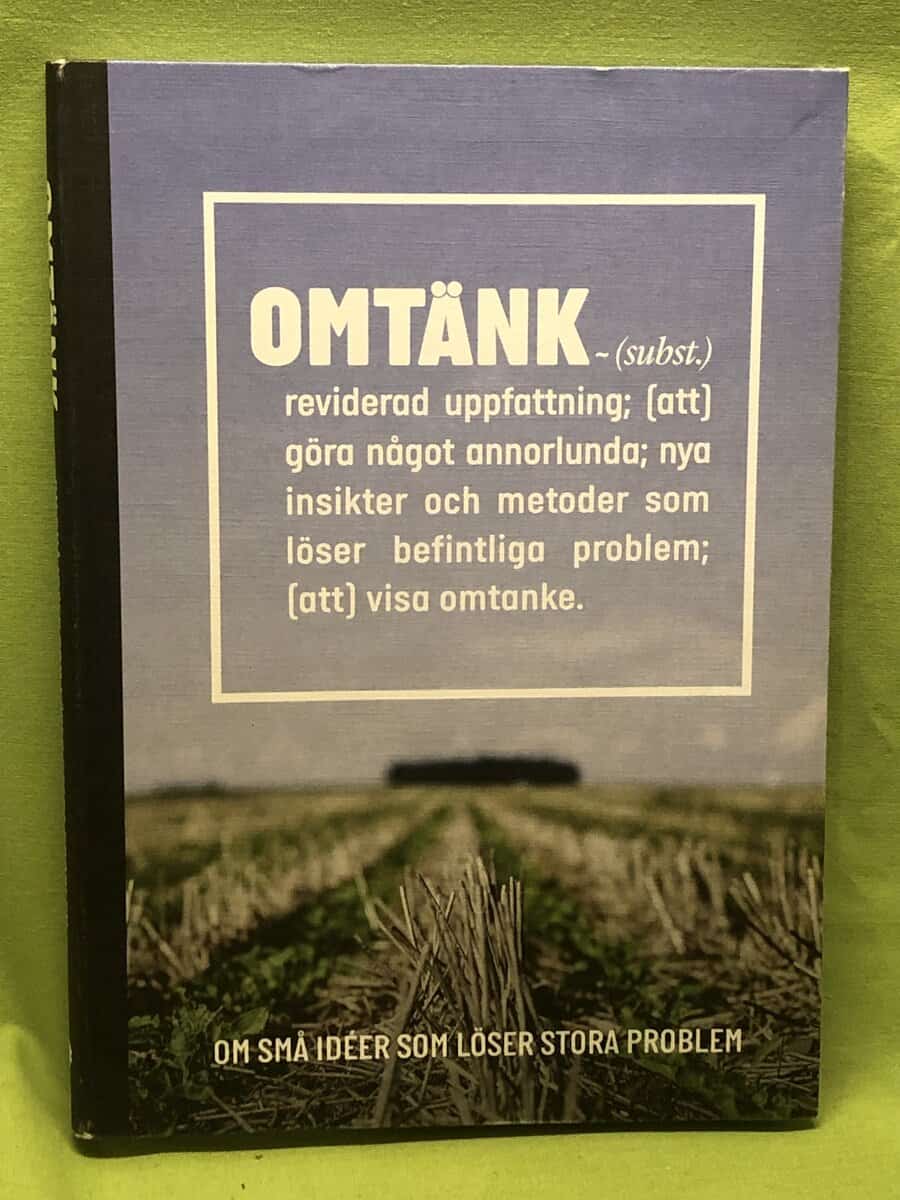 OMTÄNK ~ (subst.)
reviderad uppfattning; (att)
göra något annorlunda; nya
insikter och metoder som
löser befintliga problem;
(att) visa omtanke.
OM SMÅ IDÉER SOM LÖSER STORA PROBLEM
OMTÄNK